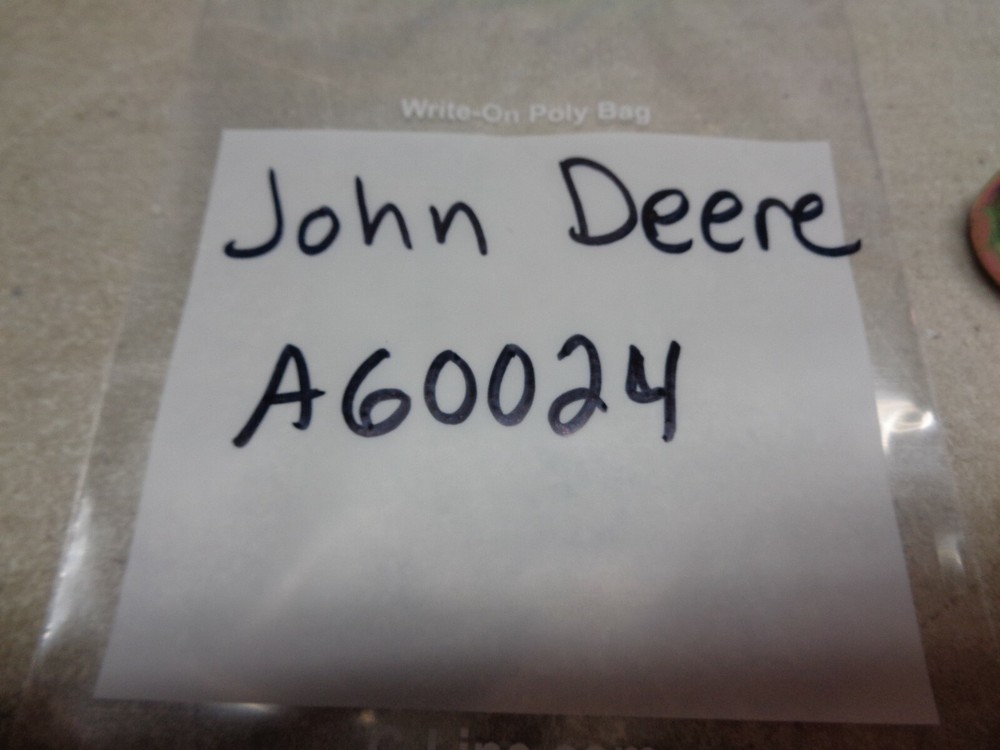 Write-On Poly Bag
John Deere
A60024